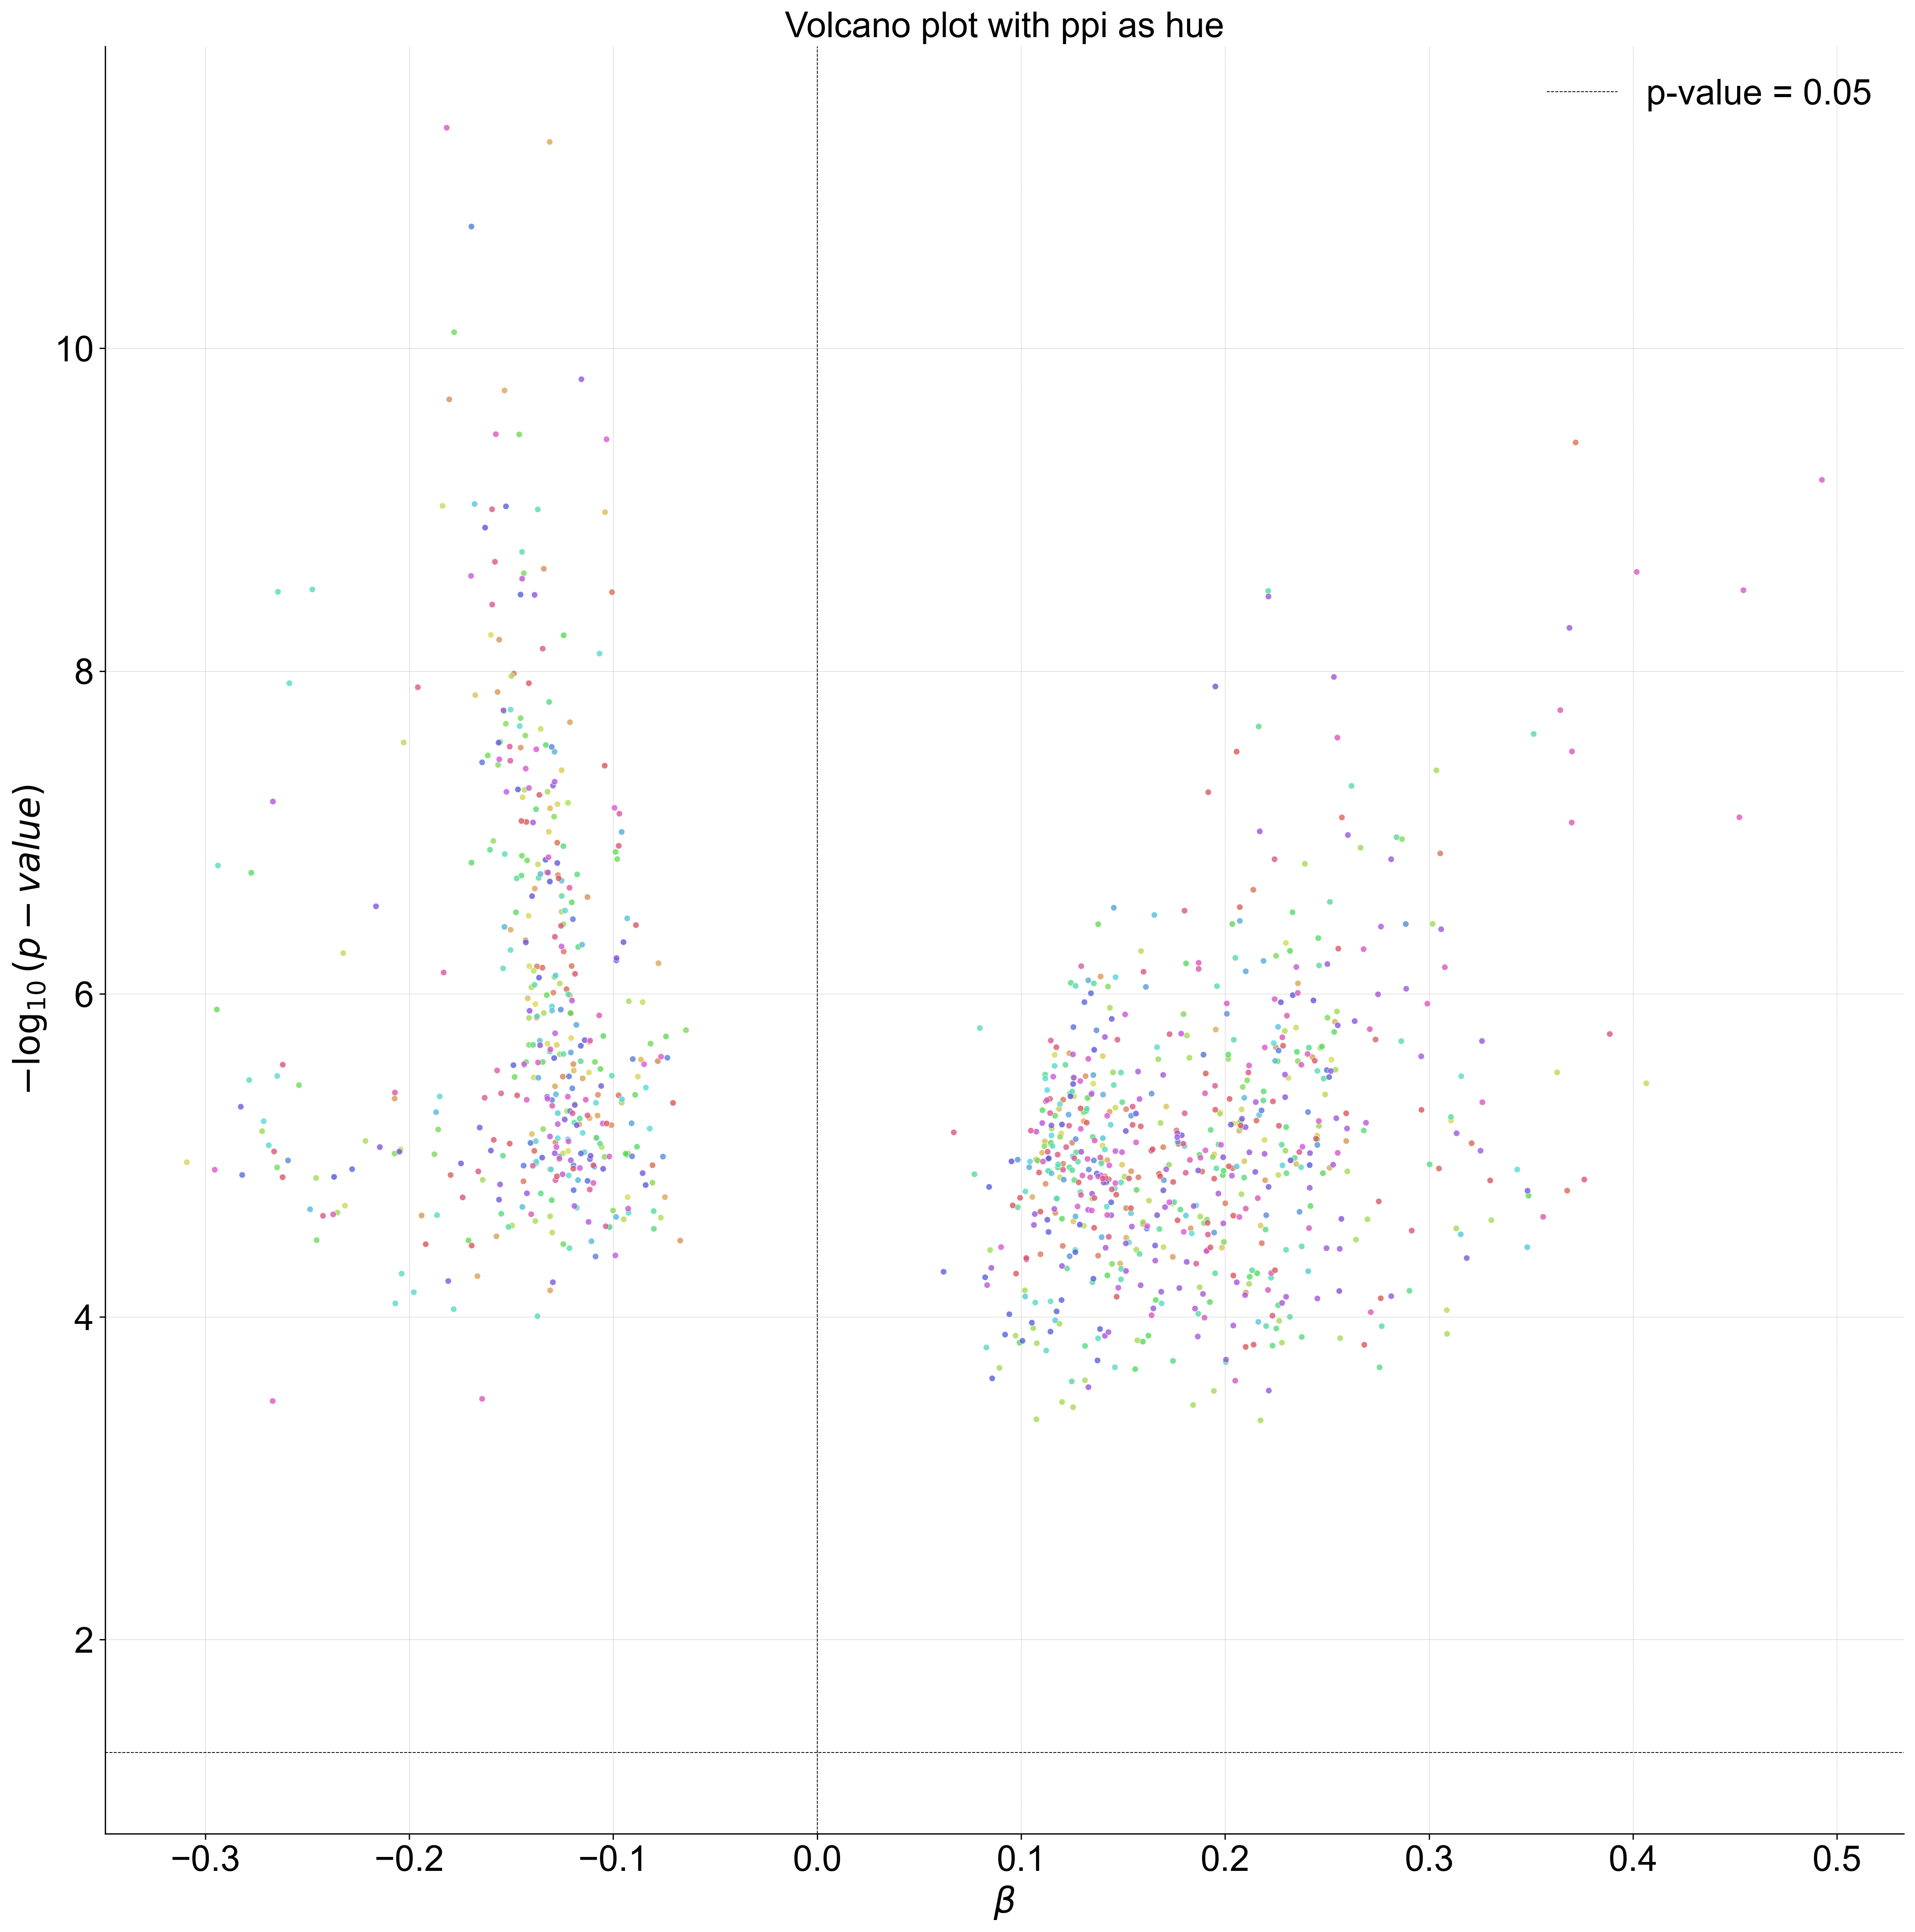 Volcano plot with ppi as hue
p-value = 0.05
−log₁₀ (p − value)
10
8
6
4
2
−0.3 −0.2 −0.1 0.0 0.1 0.2 0.3 0.4 0.5
β